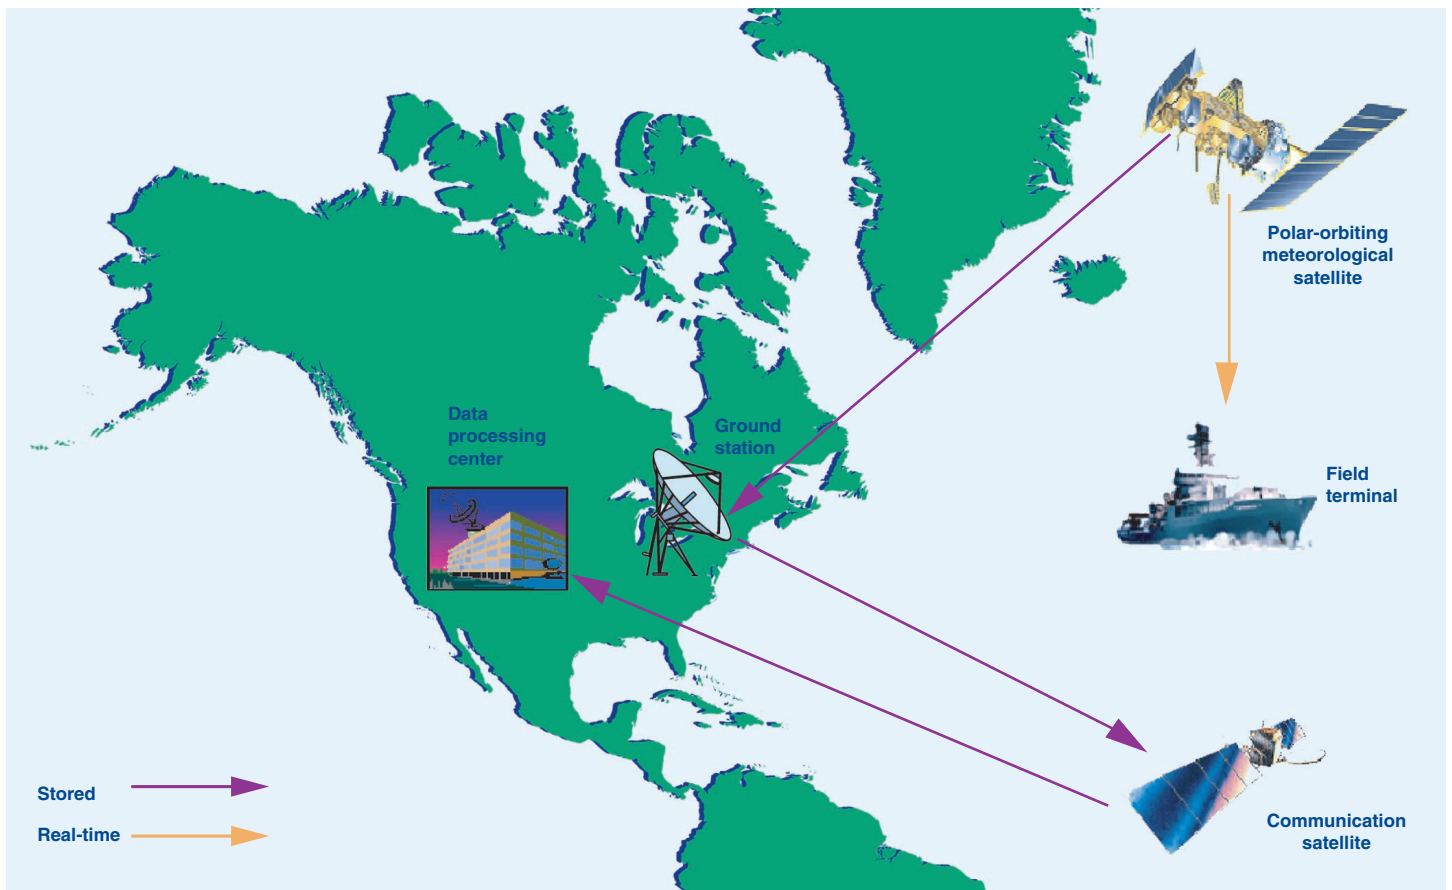 Polar-orbiting
meteorological
satellite
Data
processing
center
Ground
station
Field
terminal
Stored
Real-time
Communication
satellite